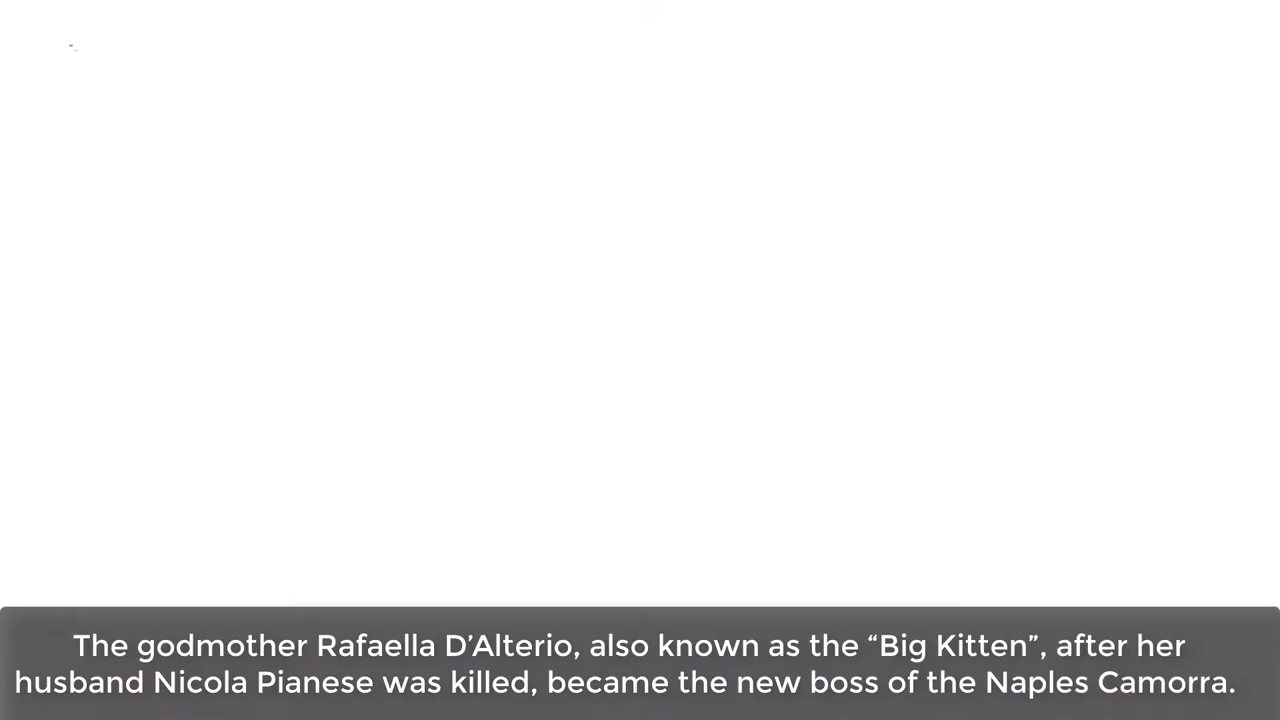 The godmother Rafaella D’Alterio, also known as the “Big Kitten”, after her
husband Nicola Pianese was killed, became the new boss of the Naples Camorra.